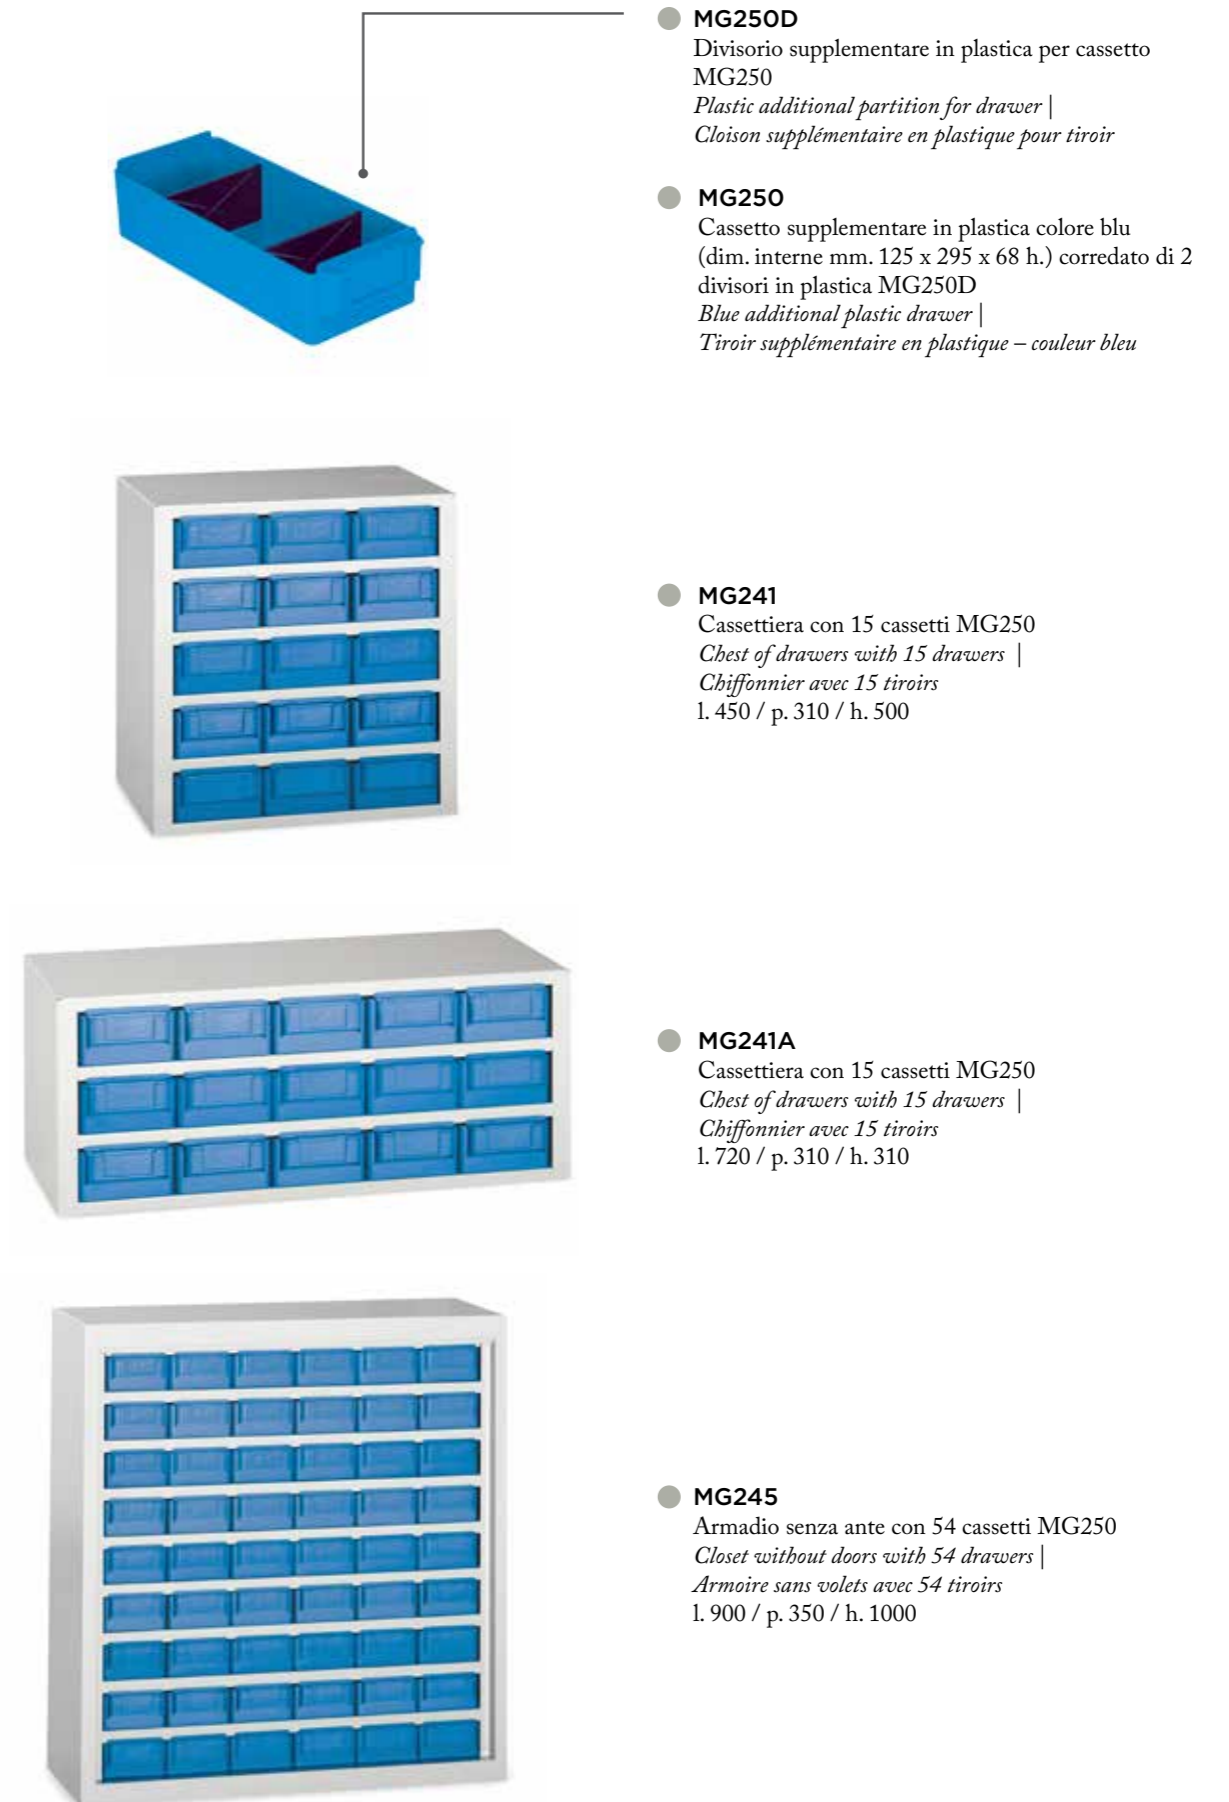 MG250D
Divisorio supplementare in plastica per cassetto
MG250
Plastic additional partition for drawer |
Cloison supplémentaire en plastique pour tiroir
MG250
Cassetto supplementare in plastica colore blu
(dim. interne mm. 125 x 295 x 68 h.) corredato di 2
divisori in plastica MG250D
Blue additional plastic drawer |
Tiroir supplémentaire en plastique – couleur bleu
MG241
Cassettiera con 15 cassetti MG250
Chest of drawers with 15 drawers |
Chiffonnier avec 15 tiroirs
l. 450 / p. 310 / h. 500
MG241A
Cassettiera con 15 cassetti MG250
Chest of drawers with 15 drawers |
Chiffonnier avec 15 tiroirs
l. 720 / p. 310 / h. 310
MG245
Armadio senza ante con 54 cassetti MG250
Closet without doors with 54 drawers |
Armoire sans volets avec 54 tiroirs
l. 900 / p. 350 / h. 1000